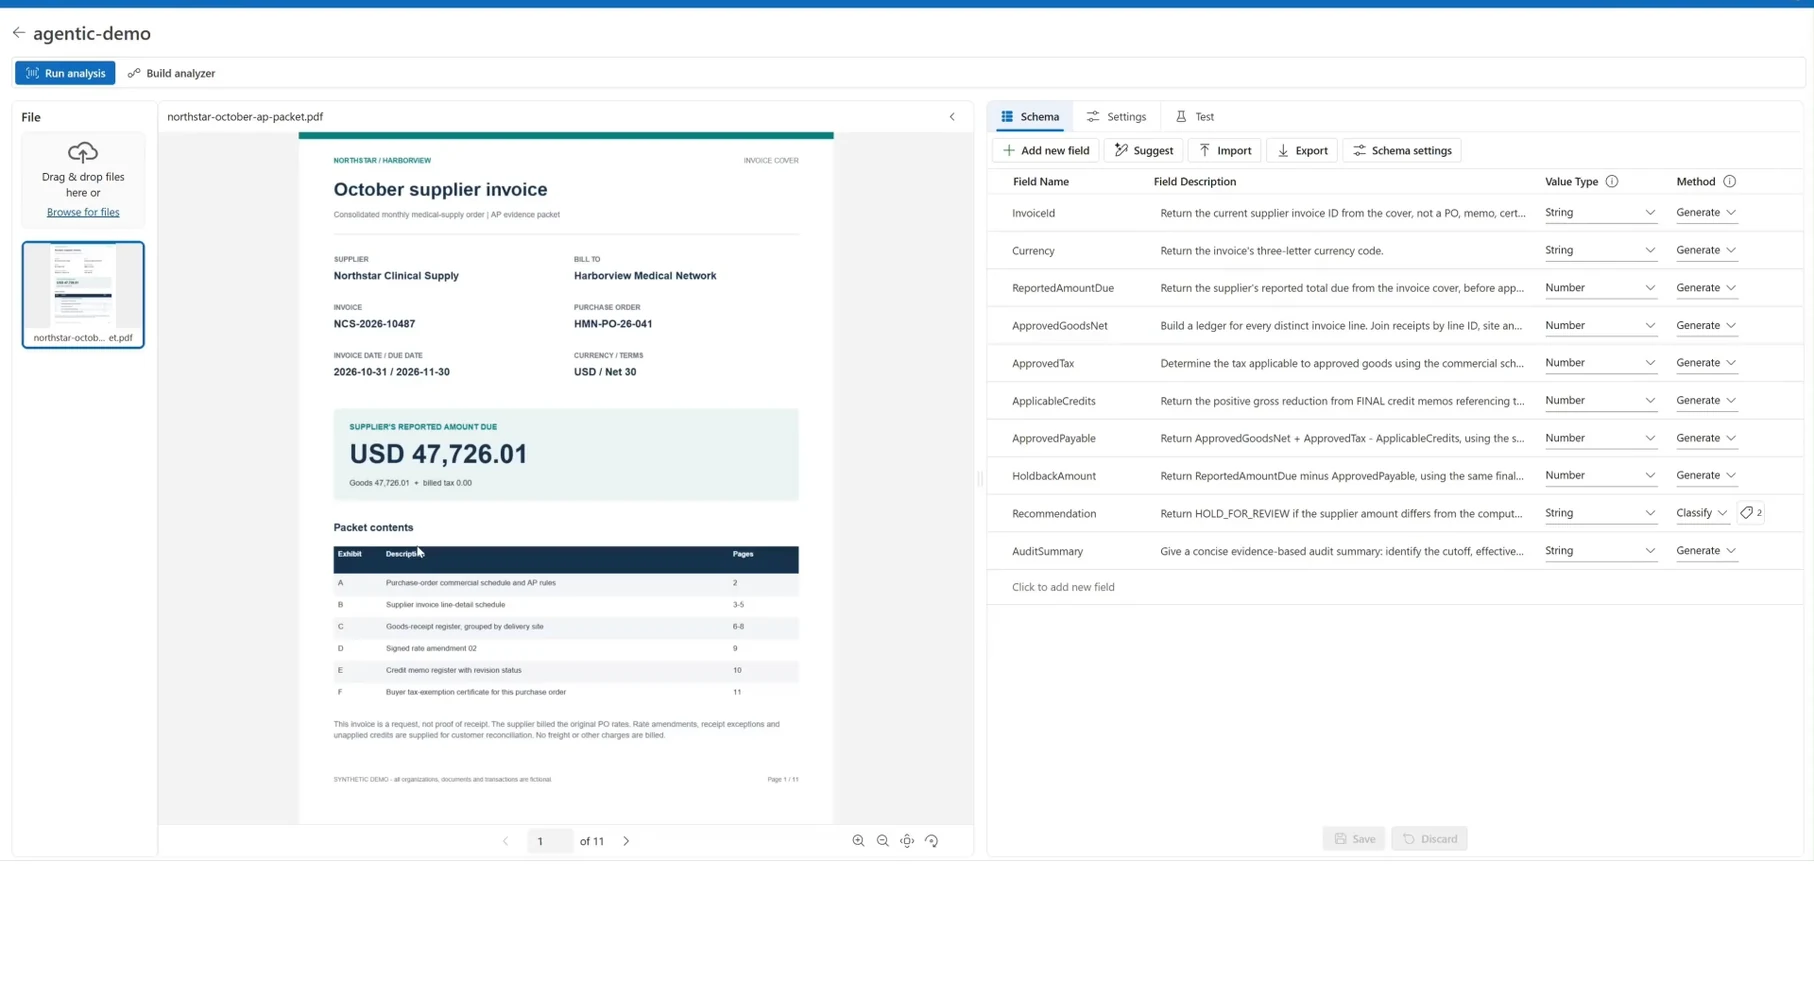 agentic-demo
Run analysis
Build analyzer
File
Drag & drop files
here or
Browse for files
northstar-octob... et.pdf
northstar-october-ap-packet.pdf
NORTHSTAR / HARBORVIEW
INVOICE COVER
October supplier invoice
Consolidated monthly medical-supply order | AP evidence packet
SUPPLIER
BILL TO
Northstar Clinical Supply
Harborview Medical Network
INVOICE
PURCHASE ORDER
NCS-2026-10487
HMN-PO-26-041
INVOICE DATE / DUE DATE
CURRENCY / TERMS
2026-10-31 / 2026-11-30
USD / Net 30
SUPPLIER'S REPORTED AMOUNT DUE
USD 47,726.01
Goods 47,726.01 + billed tax 0.00
Packet contents
Exhibit Description Pages
A Purchase-order commercial schedule and AP rules 2
B Supplier invoice line-detail schedule 3-5
C Goods-receipt register, grouped by delivery site 6-8
D Signed rate amendment 02 9
E Credit memo register with revision status 10
F Buyer tax-exemption certificate for this purchase order 11
This invoice is a request, not proof of receipt. The supplier billed the original PO rates. Rate amendments, receipt exceptions and
unapplied credits are supplied for customer reconciliation. No freight or other charges are billed.
SYNTHETIC DEMO - all organizations, documents and transactions are fictional
Page 1 / 11
1 of 11
Schema
Settings
Test
Add new field
Suggest
Import
Export
Schema settings
Field Name Field Description Value Type Method
InvoiceId Return the current supplier invoice ID from the cover, not a PO, memo, cert... String Generate
Currency Return the invoice's three-letter currency code. String Generate
ReportedAmountDue Return the supplier's reported total due from the invoice cover, before app... Number Generate
ApprovedGoodsNet Build a ledger for every distinct invoice line. Join receipts by line ID, site an... Number Generate
ApprovedTax Determine the tax applicable to approved goods using the commercial sch... Number Generate
ApplicableCredits Return the positive gross reduction from FINAL credit memos referencing t... Number Generate
ApprovedPayable Return ApprovedGoodsNet + ApprovedTax - ApplicableCredits, using the s... Number Generate
HoldbackAmount Return ReportedAmountDue minus ApprovedPayable, using the same final... Number Generate
Recommendation Return HOLD_FOR_REVIEW if the supplier amount differs from the comput... String Classify 2
AuditSummary Give a concise evidence-based audit summary: identify the cutoff, effective... String Generate
Click to add new field
Save
Discard